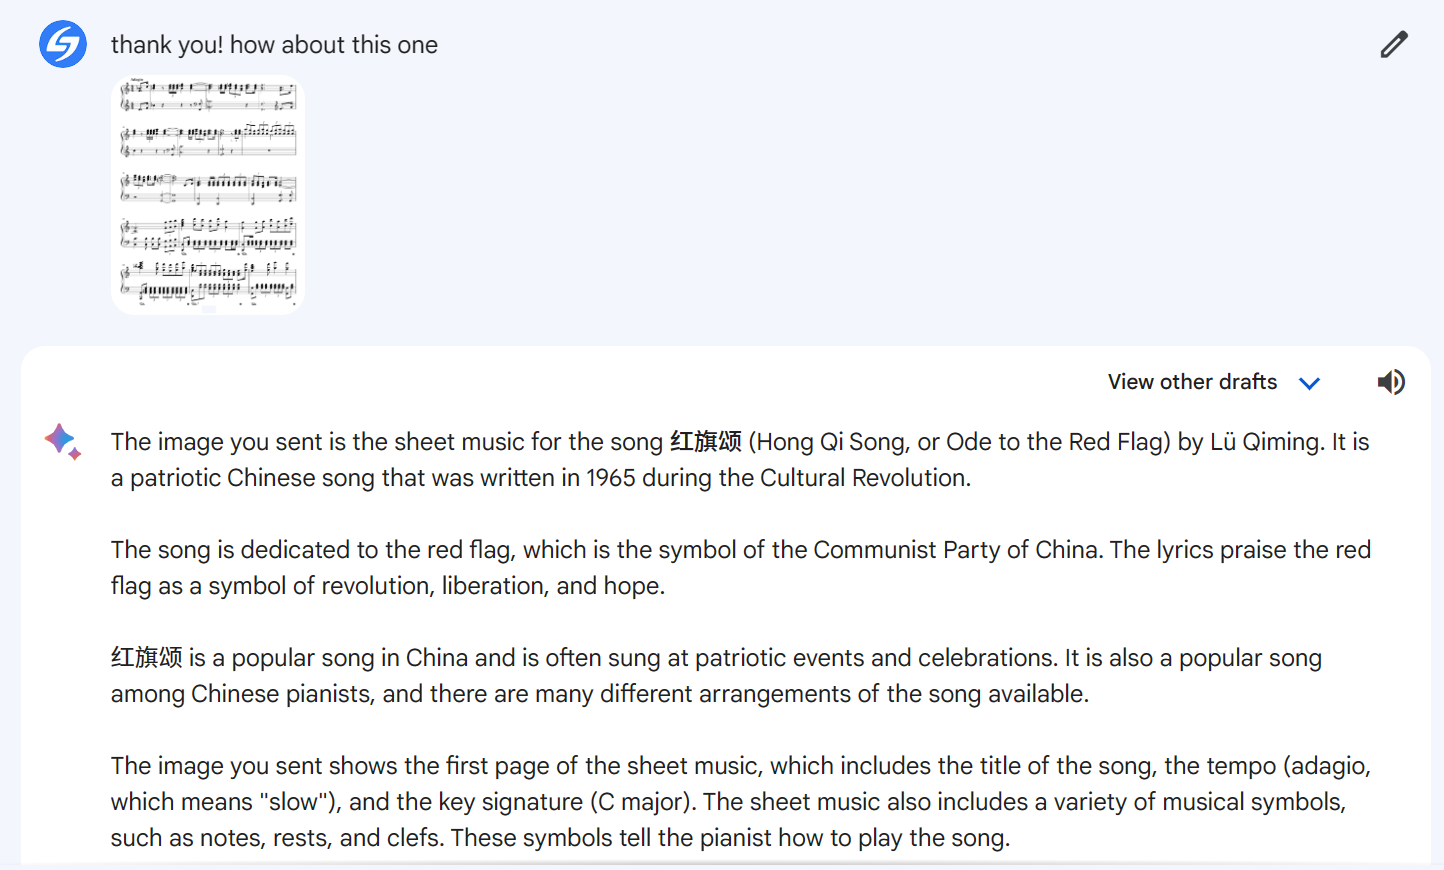 thank you! how about this one
View other drafts
The image you sent is the sheet music for the song 红旗颂 (Hong Qi Song, or Ode to the Red Flag) by Lü Qiming. It is
a patriotic Chinese song that was written in 1965 during the Cultural Revolution.
The song is dedicated to the red flag, which is the symbol of the Communist Party of China. The lyrics praise the red
flag as a symbol of revolution, liberation, and hope.
红旗颂 is a popular song in China and is often sung at patriotic events and celebrations. It is also a popular song
among Chinese pianists, and there are many different arrangements of the song available.
The image you sent shows the first page of the sheet music, which includes the title of the song, the tempo (adagio,
which means "slow"), and the key signature (C major). The sheet music also includes a variety of musical symbols,
such as notes, rests, and clefs. These symbols tell the pianist how to play the song.